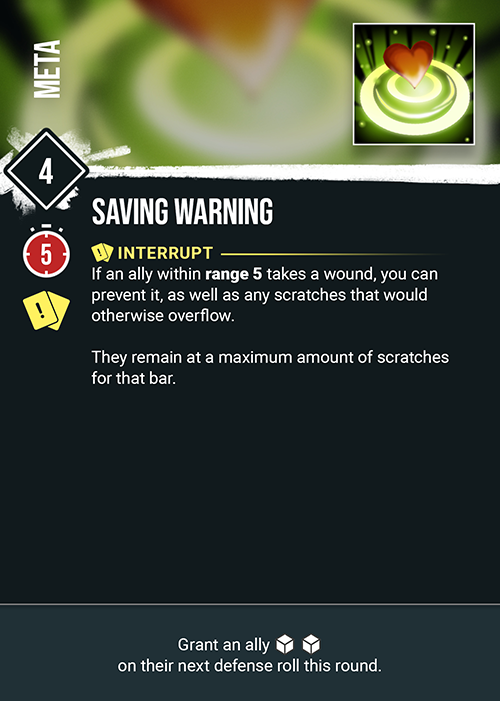 META
4
SAVING WARNING
5
! INTERRUPT
If an ally within range 5 takes a wound, you can
prevent it, as well as any scratches that would
otherwise overflow.
!
They remain at a maximum amount of scratches
for that bar.
Grant an ally
on their next defense roll this round.